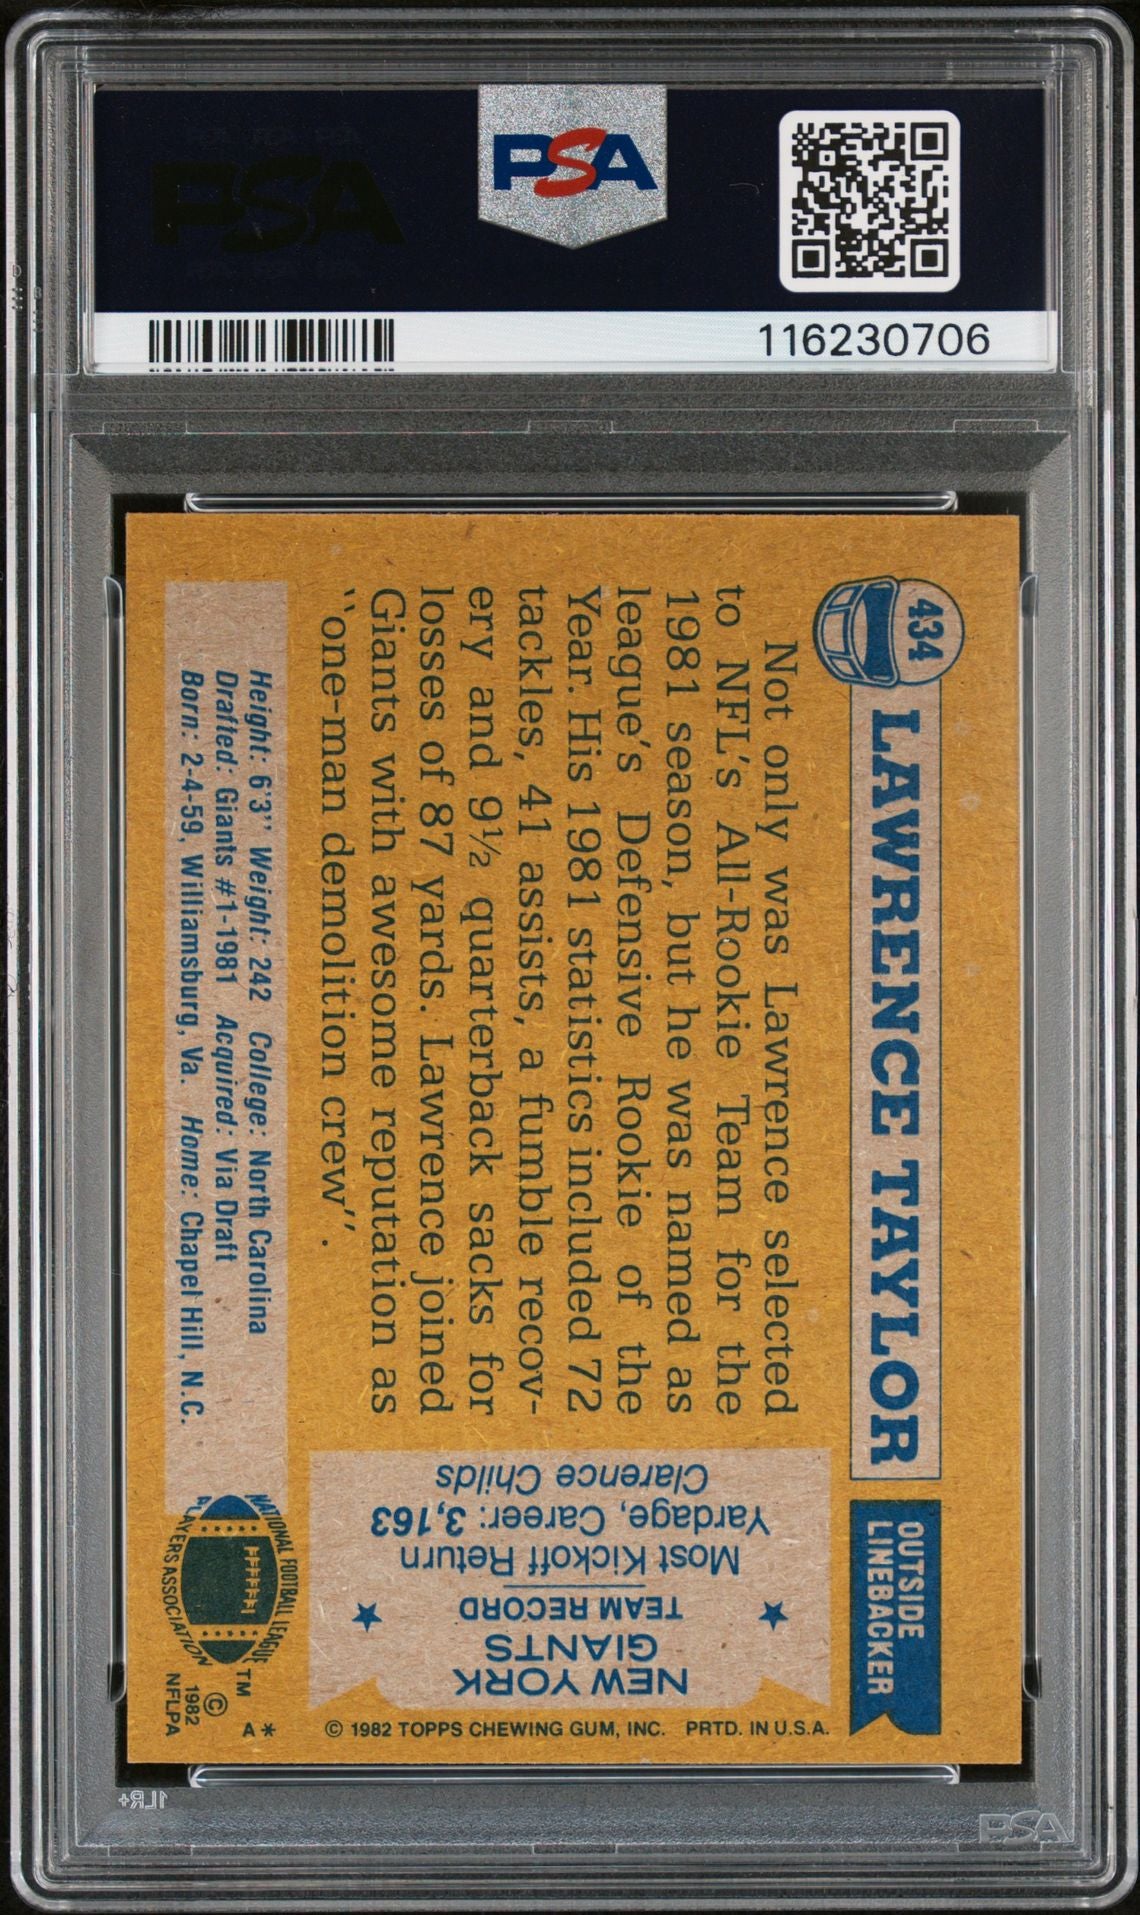 PSA
PSA
116230706
434
LAWRENCE TAYLOR
OUTSIDE
LINEBACKER
Not only was Lawrence selected
to NFL's All-Rookie Team for the
1981 season, but he was named as
league's Defensive Rookie of the
Year. His 1981 statistics included 72
tackles, 41 assists, a fumble recov-
ery and 9½ quarterback sacks for
losses of 87 yards. Lawrence joined
Giants with awesome reputation as
''one-man demolition crew''.
Height: 6'3'' Weight: 242 College: North Carolina
Drafted: Giants #1-1981 Acquired: Via Draft
Born: 2-4-59, Williamsburg, Va. Home: Chapel Hill, N.C.
NEW YORK
GIANTS
TEAM RECORD
Most Kickoff Return
Yardage, Career: 3,163
Clarence Childs
NATIONAL FOOTBALL LEAGUE
PLAYERS ASSOCIATION
TM
©
1982
NFLPA
A*
© 1982 TOPPS CHEWING GUM, INC. PRTD. IN U.S.A.
1LR+
PSA